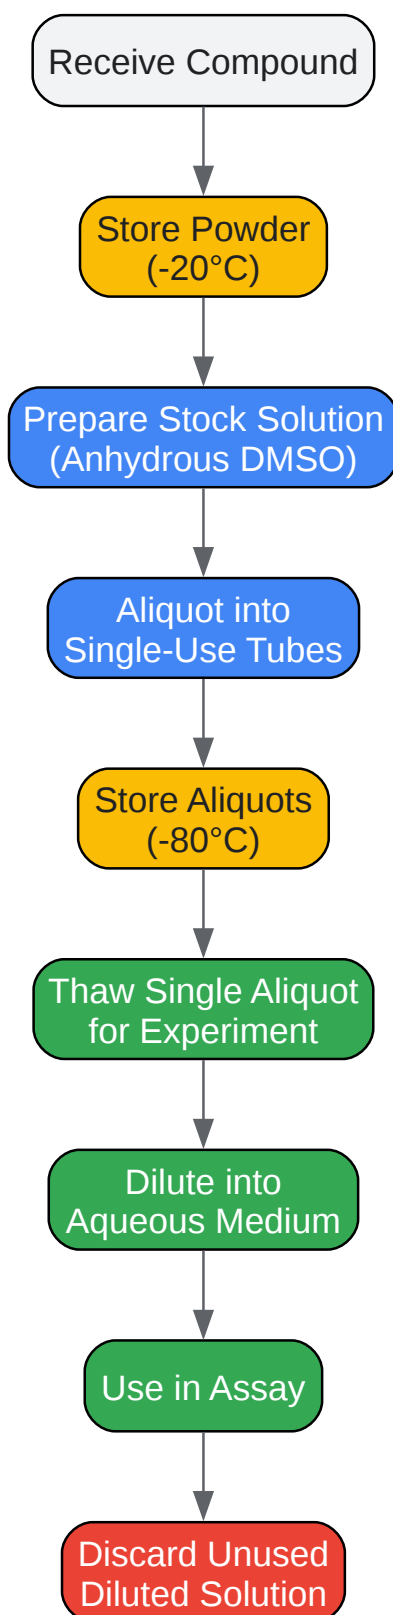 Receive Compound
Store Powder
(-20°C)
Prepare Stock Solution
(Anhydrous DMSO)
Aliquot into
Single-Use Tubes
Store Aliquots
(-80°C)
Thaw Single Aliquot
for Experiment
Dilute into
Aqueous Medium
Use in Assay
Discard Unused
Diluted Solution